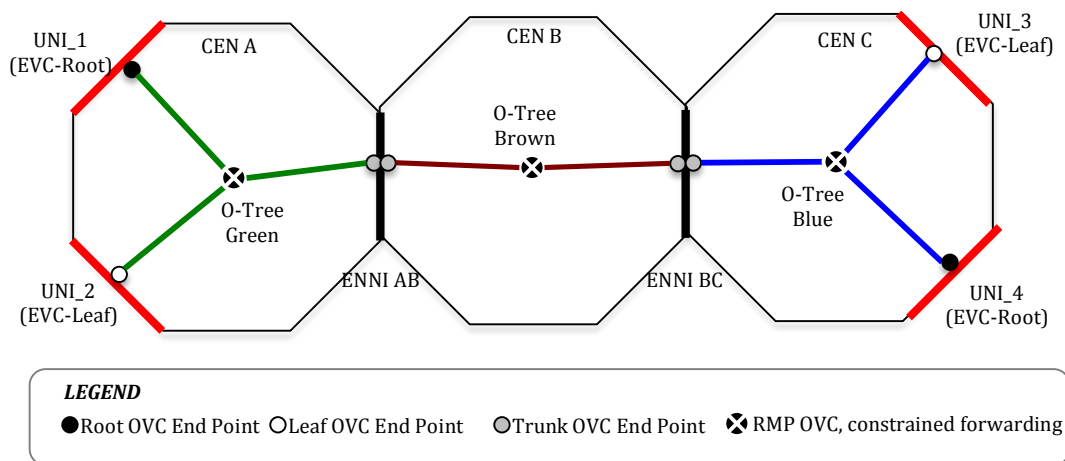 UNI_1
(EVC-Root)
CEN A
CEN B
CEN C
UNI_3
(EVC-Leaf)
O-Tree
Brown
O-Tree
Green
O-Tree
Blue
UNI_2
(EVC-Leaf)
ENNI AB
ENNI BC
UNI_4
(EVC-Root)
LEGEND
Root OVC End Point
Leaf OVC End Point
Trunk OVC End Point
RMP OVC, constrained forwarding